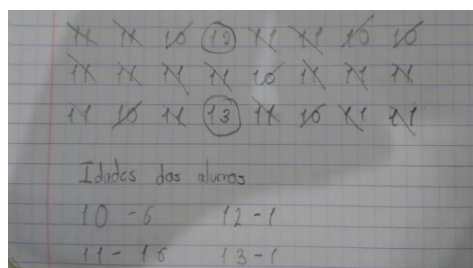 11 11 10 12 11 11 10 10
11 11 11 11 10 11 11 11
11 10 11 13 11 10 11 11
Idades dos alunos
10 - 6 12 - 1
11 - 16 13 - 1